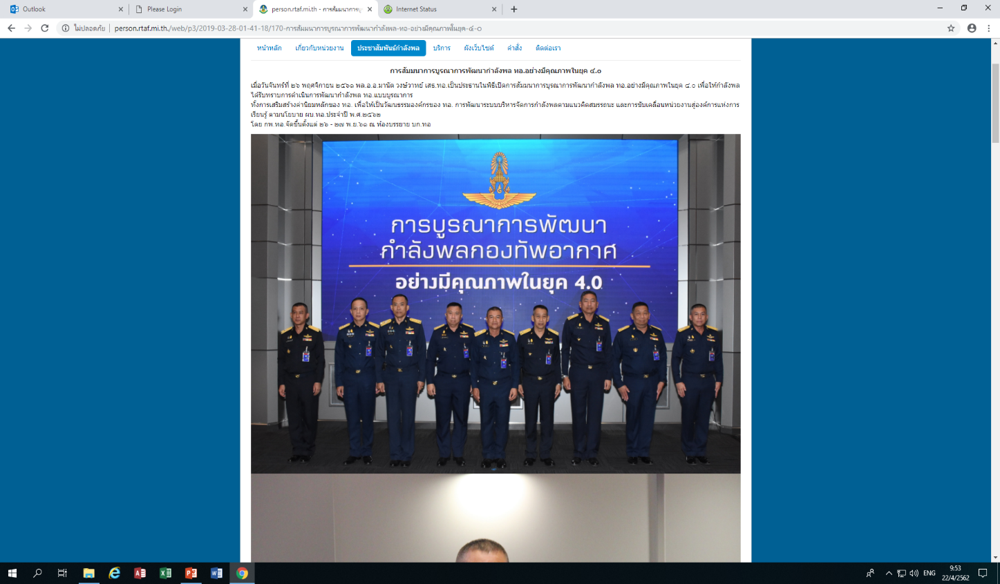 Outlook
Please Login
person.rtaf.mi.th - การสัมมนาการบู
Internet Status
ไม่ปลอดภัย
person.rtaf.mi.th./web/p3/2019-03-28-01-41-18/170-การสัมมนาการบูรณาการพัฒนากำลังพล-ทอ-อย่างมีคุณภาพในยุค-๔-๐
หน้าหลัก เกี่ยวกับหน่วยงาน ประชาสัมพันธ์กำลังพล บริการ ผังเว็บไซต์ คำสั่ง ติดต่อเรา
การสัมมนาการบูรณาการพัฒนากำลังพล ทอ.อย่างมีคุณภาพในยุค ๔.๐
เมื่อวันจันทร์ที่ ๒๖ พฤศจิกายน ๒๕๖๑ พล.อ.อ.มานัต วงษ์วาทย์ เสธ.ทอ.เป็นประธานในพิธีเปิดการสัมมนาการบูรณาการพัฒนากำลังพล ทอ.อย่างมีคุณภาพในยุค ๔.๐ เพื่อให้กำลังพล
ได้รับทราบการดำเนินการพัฒนากำลังพล ทอ.แบบบูรณาการ
ทั้งการเสริมสร้างค่านิยมหลักของ ทอ. เพื่อให้เป็นวัฒนธรรมองค์กรของ ทอ. การพัฒนาระบบบริหารจัดการกำลังพลตามแนวคิดสมรรถนะ และการขับเคลื่อนหน่วยงานสู่องค์การแห่งการ
เรียนรู้ ตามนโยบาย ผบ.ทอ.ประจำปี พ.ศ.๒๕๖๒
โดย กพ.ทอ.จัดขึ้นตั้งแต่ ๒๖ - ๒๗ พ.ย.๖๑ ณ ห้องบรรยาย บก.ทอ
การบูรณาการพัฒนา
กำลังพลกองทัพอากาศ
อย่างมีคุณภาพในยุค 4.0
ENG
9:53
22/4/2562